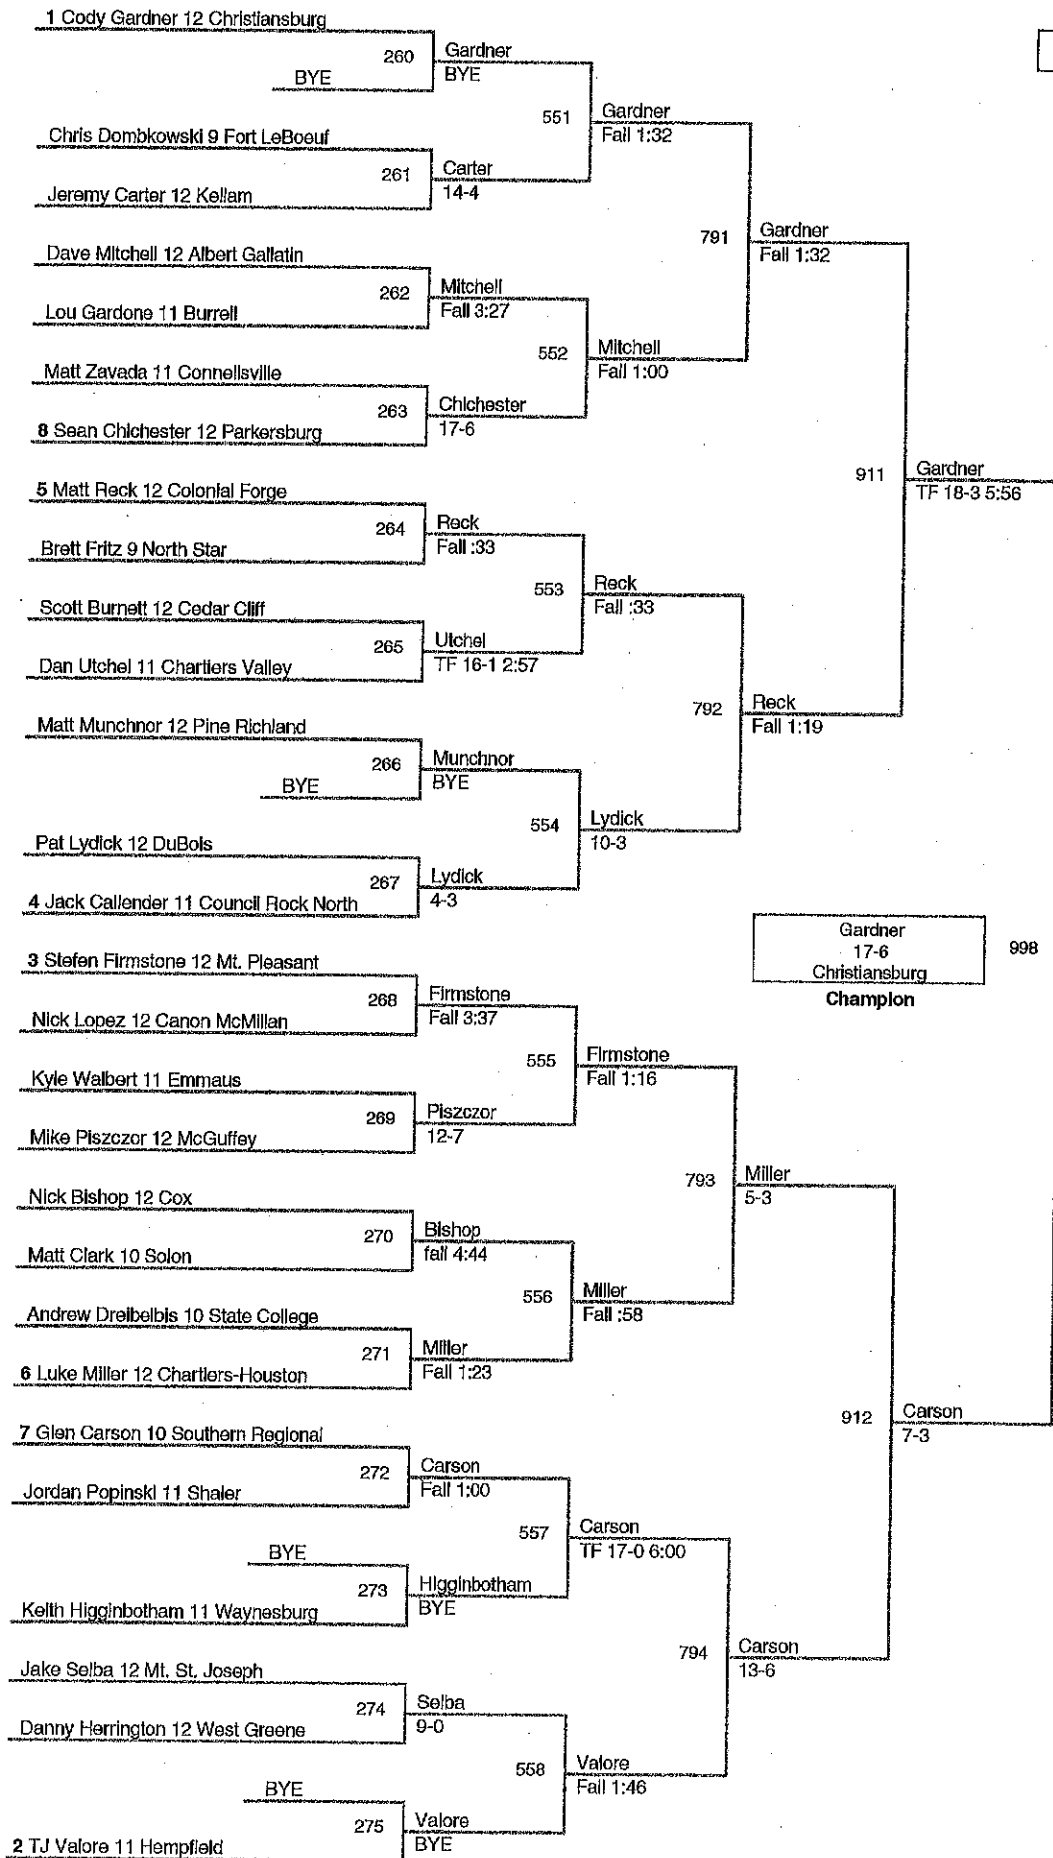 1 Cody Gardner 12 Christiansburg
260
BYE
Gardner
BYE
551
Gardner
Fall 1:32
Chris Dombkowski 9 Fort LeBoeuf
261
Jeremy Carter 12 Kellam
Carter
14-4
791
Gardner
Fall 1:32
Dave Mitchell 12 Albert Gallatin
262
Lou Gardone 11 Burrell
Mitchell
Fall 3:27
552
Mitchell
Fall 1:00
Matt Zavada 11 Connellsville
263
8 Sean Chichester 12 Parkersburg
Chichester
17-6
911
Gardner
TF 18-3 5:56
5 Matt Reck 12 Colonial Forge
264
Brett Fritz 9 North Star
Reck
Fall :33
553
Reck
Fall :33
Scott Burnett 12 Cedar Cliff
265
Dan Utchel 11 Chartiers Valley
Utchel
TF 16-1 2:57
792
Reck
Fall 1:19
Matt Munchnor 12 Pine Richland
266
BYE
Munchnor
BYE
554
Lydick
10-3
Pat Lydick 12 DuBois
267
4 Jack Callender 11 Council Rock North
Lydick
4-3
Gardner
17-6
Christiansburg
998
Champion
3 Stefen Firmstone 12 Mt. Pleasant
268
Nick Lopez 12 Canon McMillan
Firmstone
Fall 3:37
555
Firmstone
Fall 1:16
Kyle Walbert 11 Emmaus
269
Mike Piszczor 12 McGuffey
Piszczor
12-7
793
Miller
5-3
Nick Bishop 12 Cox
270
Matt Clark 10 Solon
Bishop
fall 4:44
556
Miller
Fall :58
Andrew Dreibelbis 10 State College
271
6 Luke Miller 12 Chartiers-Houston
Miller
Fall 1:23
912
Carson
7-3
7 Glen Carson 10 Southern Regional
272
Jordan Popinski 11 Shaler
Carson
Fall 1:00
557
Carson
TF 17-0 6:00
BYE
273
Keith Higginbotham 11 Waynesburg
Higginbotham
BYE
794
Carson
13-6
Jake Selba 12 Mt. St. Joseph
274
Danny Herrington 12 West Greene
Selba
9-0
558
Valore
Fall 1:46
BYE
275
2 TJ Valore 11 Hempfield
Valore
BYE